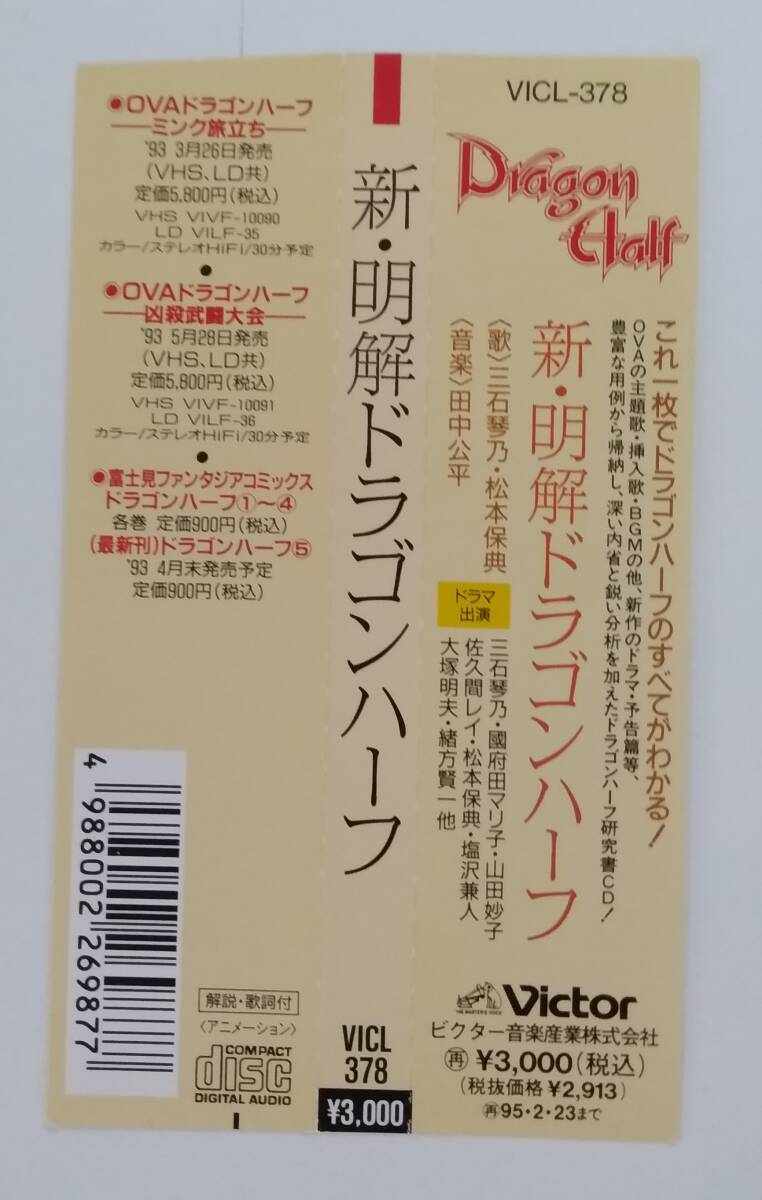 ●OVAドラゴンハーフ
―ミンク旅立ち―
'93 3月26日発売
(VHS、LD共)
定価5,800円(税込)
VHS VIVF-10090
LD VILF-35
カラー/ステレオHiFi/30分予定
●
●OVAドラゴンハーフ
―凶殺武闘大会―
'93 5月28日発売
(VHS、LD共)
定価5,800円(税込)
VHS VIVF-10091
LD VILF-36
カラー/ステレオHiFi/30分予定
●
●富士見ファンタジアコミックス
ドラゴンハーフ①〜④
各巻 定価900円(税込)
(最新刊)ドラゴンハーフ⑤
'93 4月末発売予定
定価900円(税込)
4 988002 269877
解説・歌詞付
〈アニメーション〉
COMPACT
disc
DIGITAL AUDIO
新・明解ドラゴンハーフ
VICL
378
¥3,000
VICL-378
Dragon
Half
これ一枚でドラゴンハーフのすべてがわかる!
OVAの主題歌・挿入歌・BGMの他、新作のドラマ・予告篇等、
豊富な用例から帰納し、深い内省と鋭い分析を加えたドラゴンハーフ研究書CD!
新・明解ドラゴンハーフ
〈歌〉三石琴乃・松本保典
〈音楽〉田中公平
ドラマ
出演
三石琴乃・國府田マリ子・山田妙子
佐久間レイ・松本保典・塩沢兼人
大塚明夫・緒方賢一他
HIS MASTER'S VOICE
Victor
ビクター音楽産業株式会社
再 ¥3,000(税込)
(税抜価格¥2,913)
再95・2・23まで